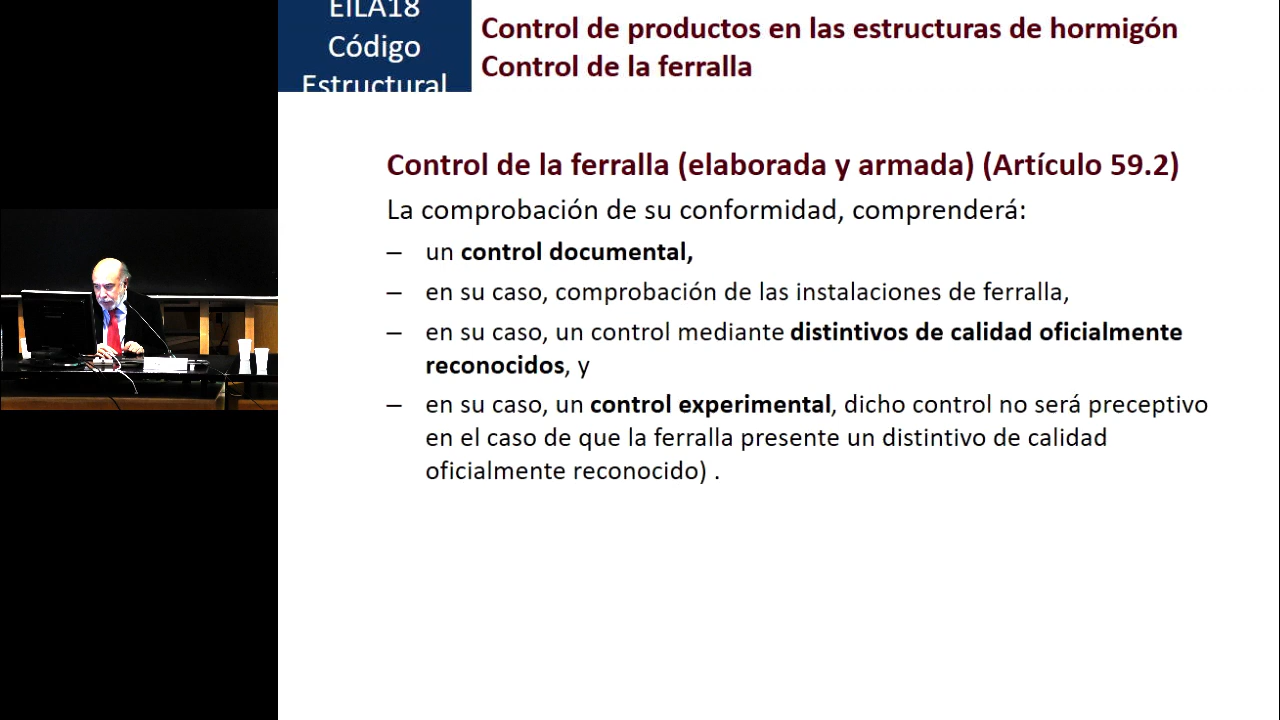 EILA18
Código
Estructural
Control de productos en las estructuras de hormigón
Control de la ferralla
Control de la ferralla (elaborada y armada) (Artículo 59.2)
La comprobación de su conformidad, comprenderá:
– un control documental,
– en su caso, comprobación de las instalaciones de ferralla,
– en su caso, un control mediante distintivos de calidad oficialmente
reconocidos, y
– en su caso, un control experimental, dicho control no será preceptivo
en el caso de que la ferralla presente un distintivo de calidad
oficialmente reconocido) .